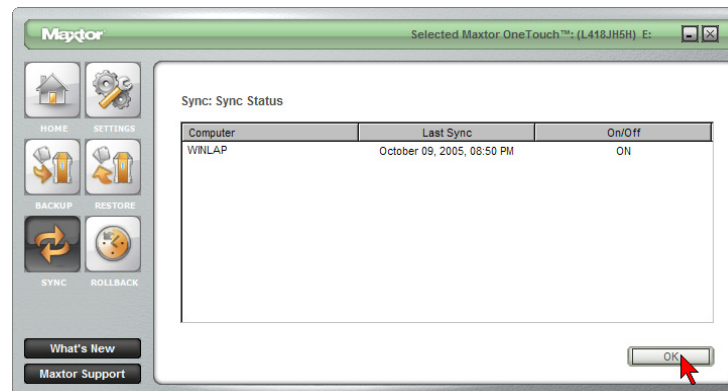 Maxtor
Selected Maxtor OneTouch™: (L418JH5H) E:
HOME SETTINGS
BACKUP RESTORE
SYNC ROLLBACK
What's New
Maxtor Support
Sync: Sync Status
Computer Last Sync On/Off
WINLAP October 09, 2005, 08:50 PM ON
OK